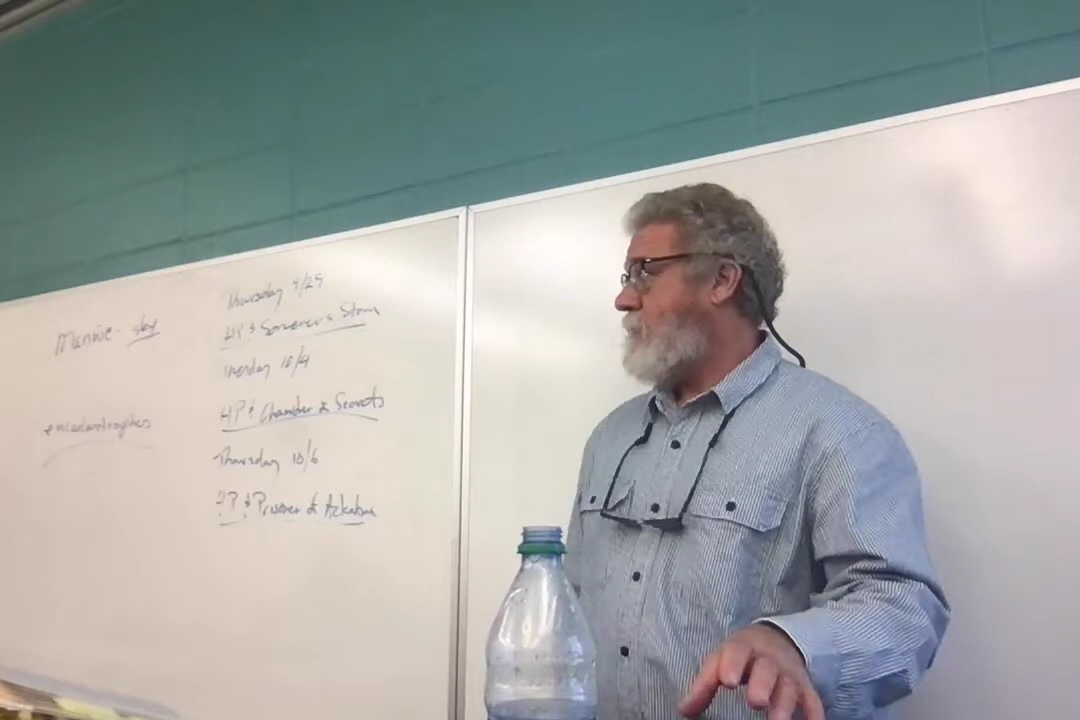 Thursday 9/29
HP & Sorcerer's Stone
Tuesday 10/4
HP & Chamber of Secrets
Thursday 10/6
HP & Prisoner of Azkaban